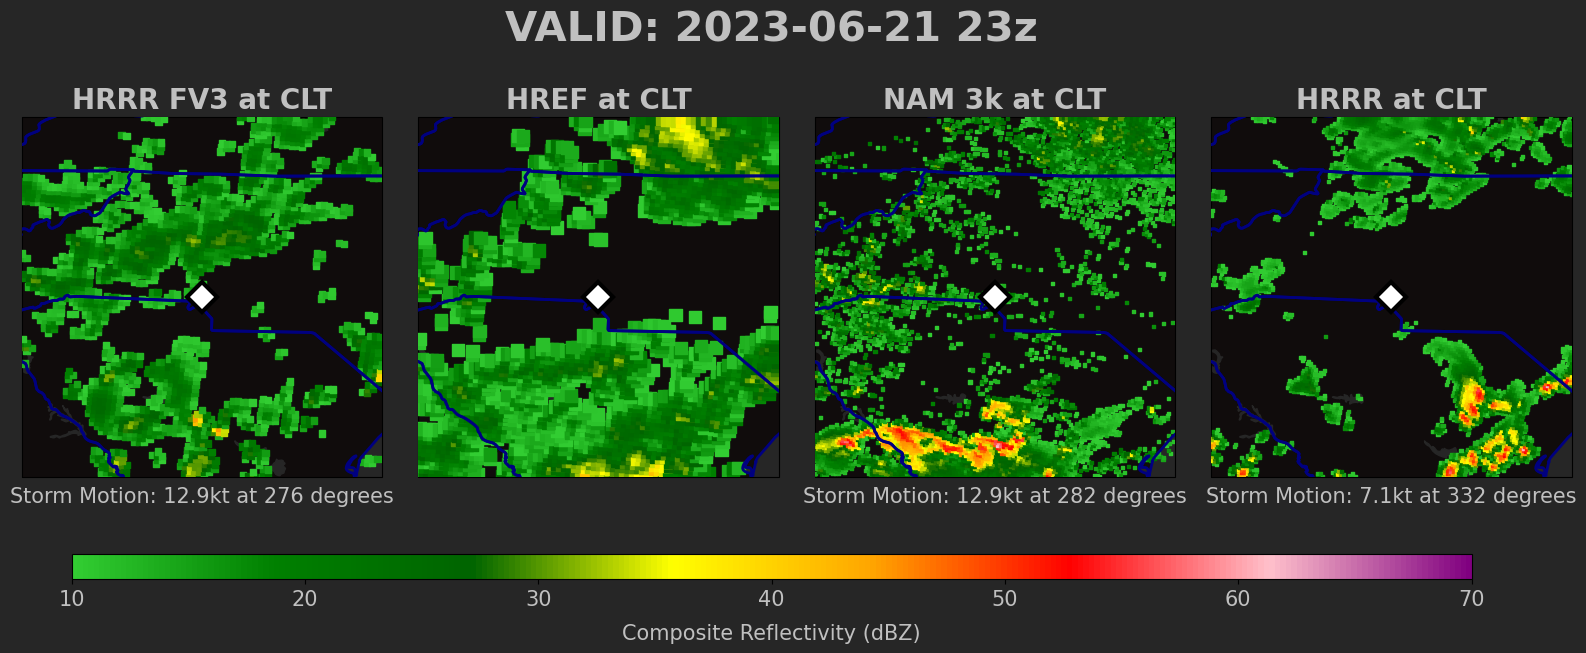 VALID: 2023-06-21 23z
HRRR FV3 at CLT
HREF at CLT
NAM 3k at CLT
HRRR at CLT
Storm Motion: 12.9kt at 276 degrees
Storm Motion: 12.9kt at 282 degrees
Storm Motion: 7.1kt at 332 degrees
10 20 30 40 50 60 70
Composite Reflectivity (dBZ)